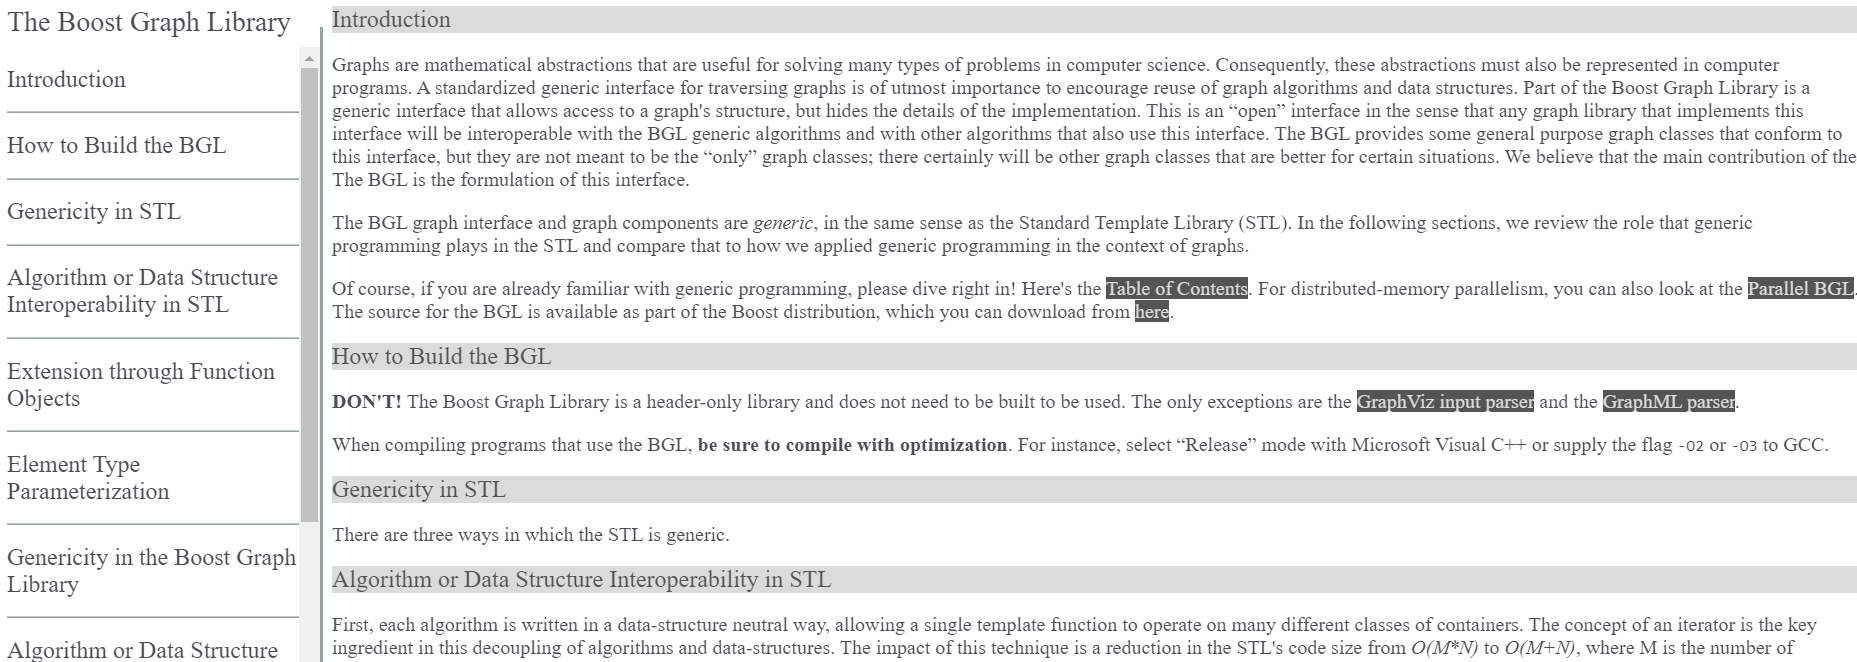 The Boost Graph Library
Introduction
How to Build the BGL
Genericity in STL
Algorithm or Data Structure
Interoperability in STL
Extension through Function
Objects
Element Type
Parameterization
Genericity in the Boost Graph
Library
Algorithm or Data Structure
Introduction
Graphs are mathematical abstractions that are useful for solving many types of problems in computer science. Consequently, these abstractions must also be represented in computer
programs. A standardized generic interface for traversing graphs is of utmost importance to encourage reuse of graph algorithms and data structures. Part of the Boost Graph Library is a
generic interface that allows access to a graph's structure, but hides the details of the implementation. This is an “open” interface in the sense that any graph library that implements this
interface will be interoperable with the BGL generic algorithms and with other algorithms that also use this interface. The BGL provides some general purpose graph classes that conform to
this interface, but they are not meant to be the “only” graph classes; there certainly will be other graph classes that are better for certain situations. We believe that the main contribution of the
The BGL is the formulation of this interface.
The BGL graph interface and graph components are generic, in the same sense as the Standard Template Library (STL). In the following sections, we review the role that generic
programming plays in the STL and compare that to how we applied generic programming in the context of graphs.
Of course, if you are already familiar with generic programming, please dive right in! Here's the Table of Contents. For distributed-memory parallelism, you can also look at the Parallel BGL.
The source for the BGL is available as part of the Boost distribution, which you can download from here.
How to Build the BGL
DON'T! The Boost Graph Library is a header-only library and does not need to be built to be used. The only exceptions are the GraphViz input parser and the GraphML parser.
When compiling programs that use the BGL, be sure to compile with optimization. For instance, select “Release” mode with Microsoft Visual C++ or supply the flag -O2 or -O3 to GCC.
Genericity in STL
There are three ways in which the STL is generic.
Algorithm or Data Structure Interoperability in STL
First, each algorithm is written in a data-structure neutral way, allowing a single template function to operate on many different classes of containers. The concept of an iterator is the key
ingredient in this decoupling of algorithms and data-structures. The impact of this technique is a reduction in the STL's code size from O(M*N) to O(M+N), where M is the number of